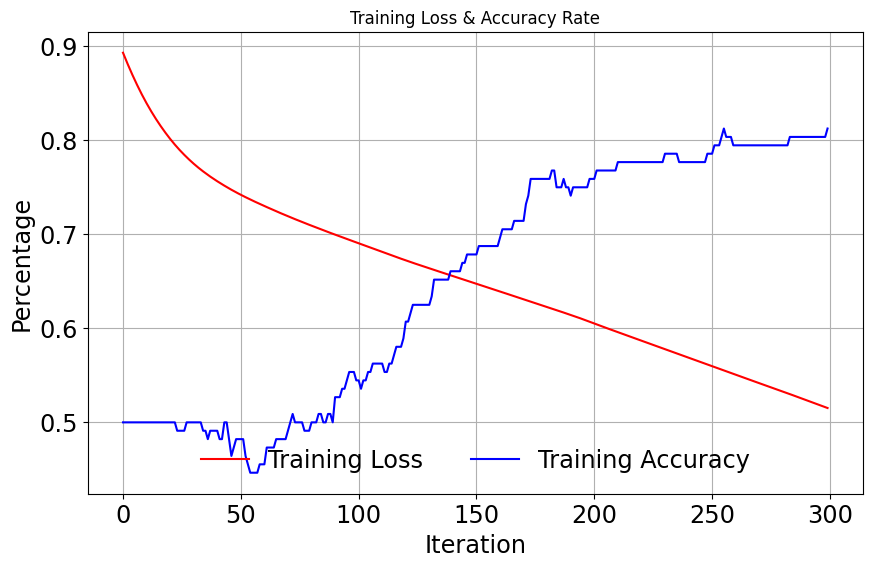 Training Loss & Accuracy Rate
0.9
0.8
0.7
0.6
0.5
Percentage
Training Loss
Training Accuracy
0 50 100 150 200 250 300
Iteration